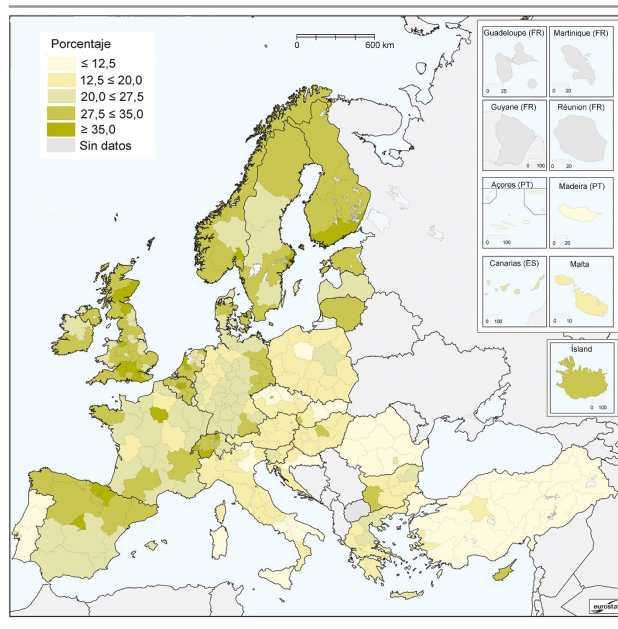 Porcentaje
≤ 12,5
12,5 ≤ 20,0
20,0 ≤ 27,5
27,5 ≤ 35,0
≥ 35,0
Sin datos
0 600 km
Guadeloupe (FR)
0 25
Martinique (FR)
0 20
Guyane (FR)
0 100
Réunion (FR)
0 20
Açores (PT)
0 100
Madeira (PT)
0 20
Canarias (ES)
0 100
Malta
0 10
Ísland
0 100
eurostat